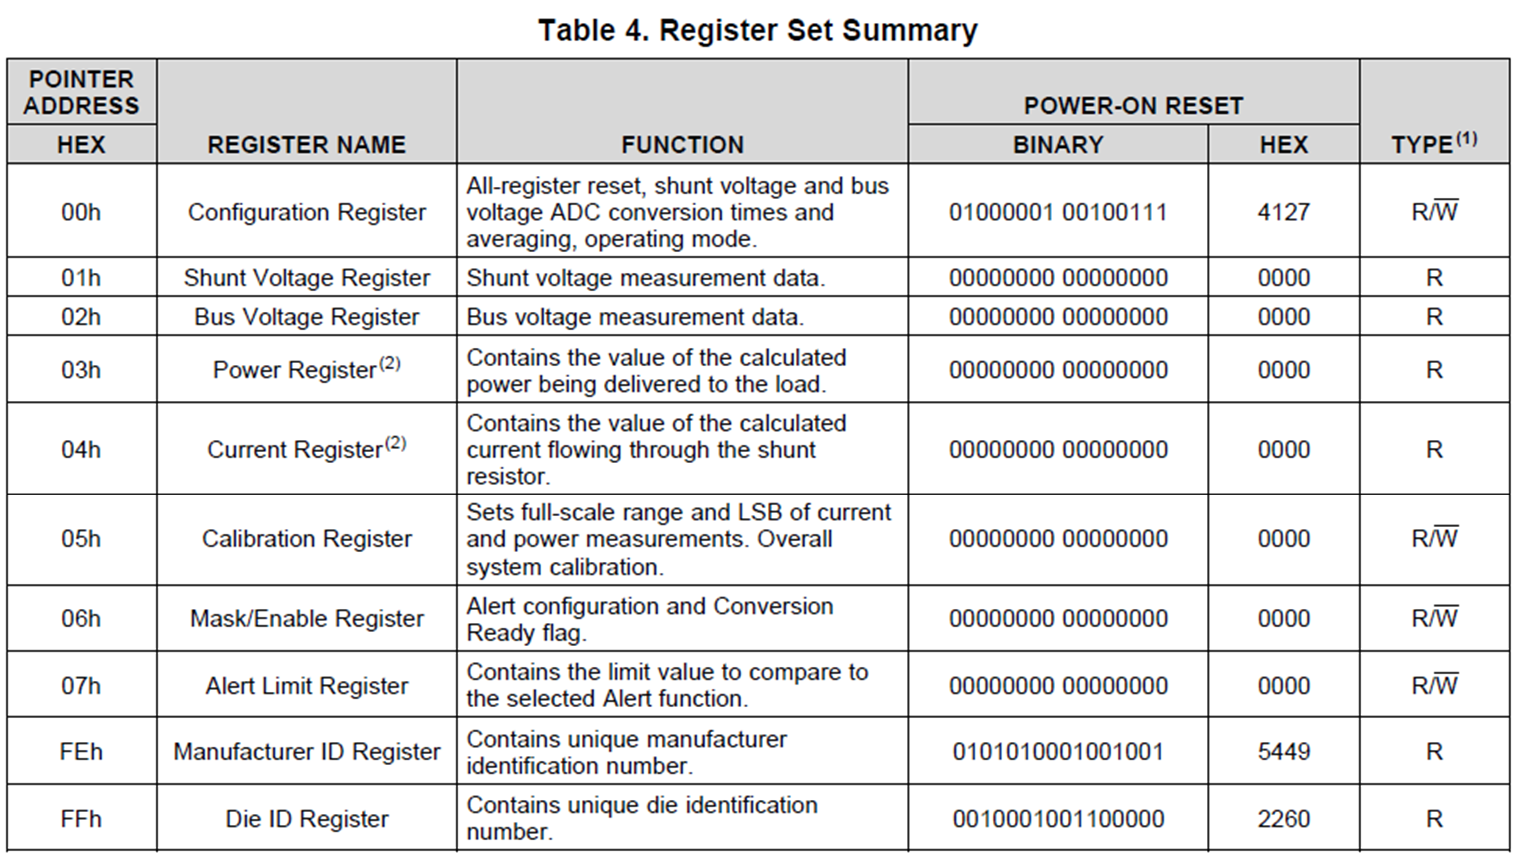 Table 4. Register Set Summary
POINTER
ADDRESS
POWER-ON RESET
HEX REGISTER NAME FUNCTION BINARY HEX TYPE(1)
All-register reset, shunt voltage and bus
00h Configuration Register voltage ADC conversion times and 01000001 00100111 4127 R/W̅
averaging, operating mode.
01h Shunt Voltage Register Shunt voltage measurement data. 00000000 00000000 0000 R
02h Bus Voltage Register Bus voltage measurement data. 00000000 00000000 0000 R
03h Power Register(2) Contains the value of the calculated 00000000 00000000 0000 R
power being delivered to the load.
Contains the value of the calculated
04h Current Register(2) current flowing through the shunt 00000000 00000000 0000 R
resistor.
Sets full-scale range and LSB of current
05h Calibration Register and power measurements. Overall 00000000 00000000 0000 R/W̅
system calibration.
06h Mask/Enable Register Alert configuration and Conversion 00000000 00000000 0000 R/W̅
Ready flag.
07h Alert Limit Register Contains the limit value to compare to 00000000 00000000 0000 R/W̅
the selected Alert function.
FEh Manufacturer ID Register Contains unique manufacturer 0101010001001001 5449 R
identification number.
FFh Die ID Register Contains unique die identification 0010001001100000 2260 R
number.